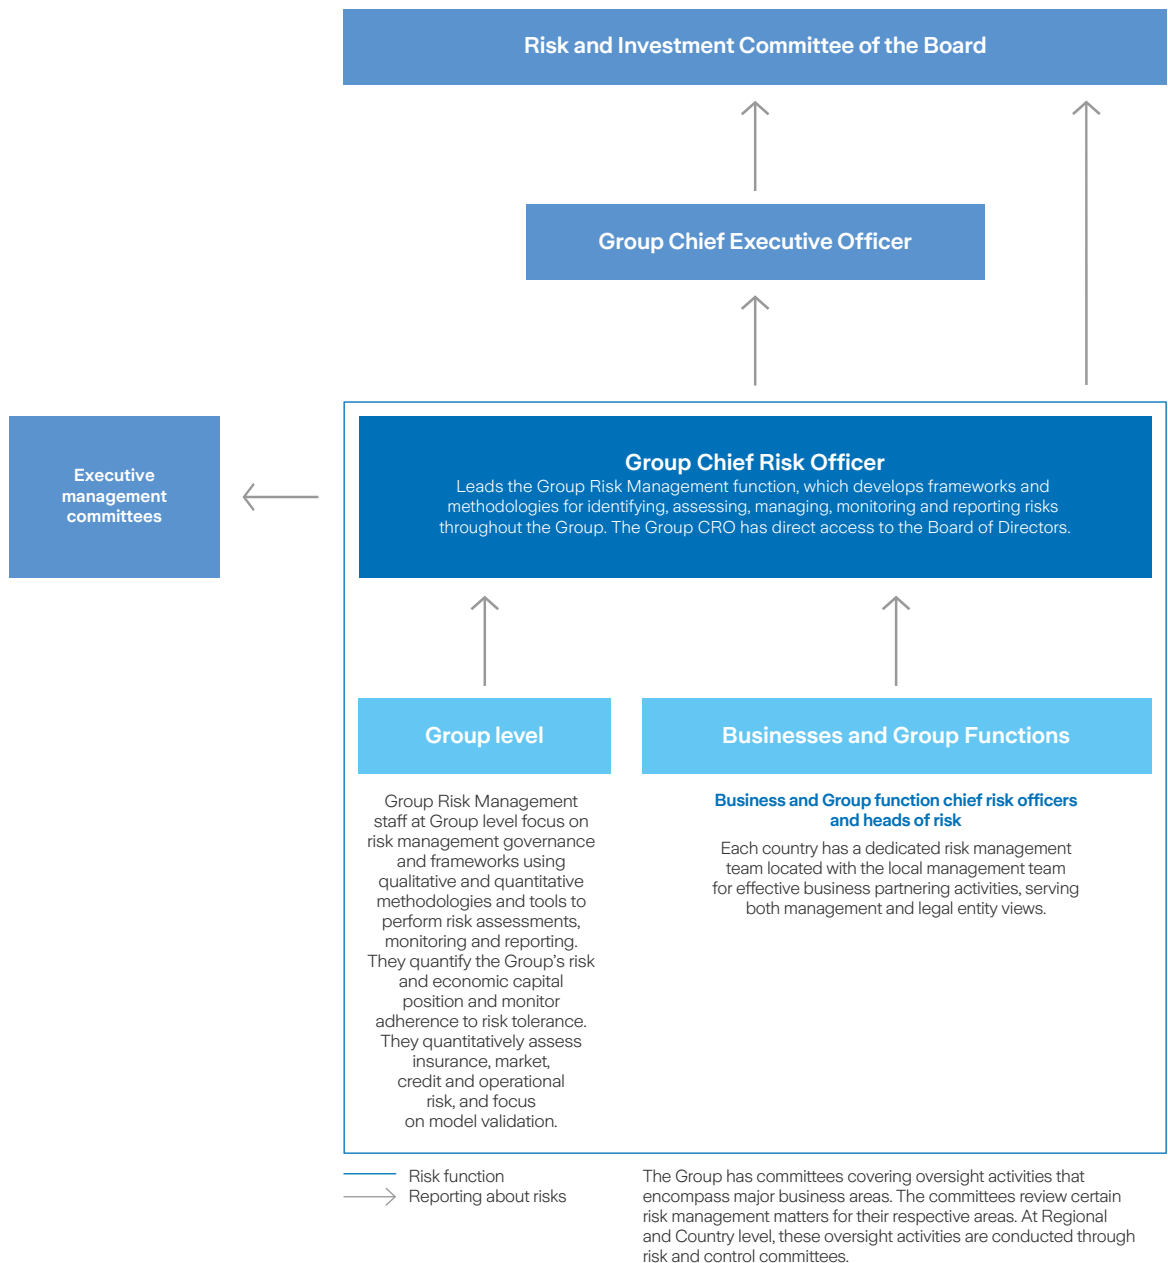 Risk and Investment Committee of the Board
Group Chief Executive Officer
Executive
management
committees
Group Chief Risk Officer
Leads the Group Risk Management function, which develops frameworks and
methodologies for identifying, assessing, managing, monitoring and reporting risks
throughout the Group. The Group CRO has direct access to the Board of Directors.
Group level
Group Risk Management
staff at Group level focus on
risk management governance
and frameworks using
qualitative and quantitative
methodologies and tools to
perform risk assessments,
monitoring and reporting.
They quantify the Group’s risk
and economic capital
position and monitor
adherence to risk tolerance.
They quantitatively assess
insurance, market,
credit and operational
risk, and focus
on model validation.
Businesses and Group Functions
Business and Group function chief risk officers
and heads of risk
Each country has a dedicated risk management
team located with the local management team
for effective business partnering activities, serving
both management and legal entity views.
Risk function
Reporting about risks
The Group has committees covering oversight activities that
encompass major business areas. The committees review certain
risk management matters for their respective areas. At Regional
and Country level, these oversight activities are conducted through
risk and control committees.